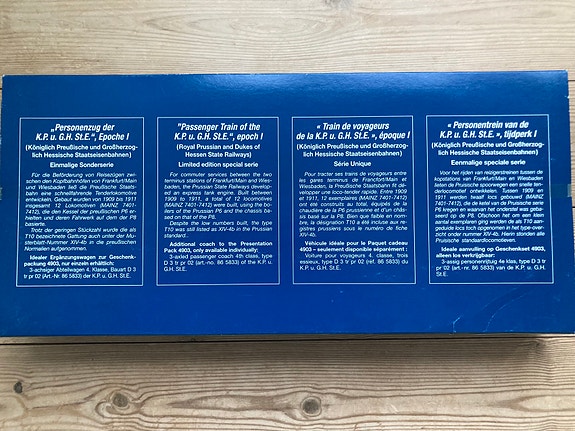 „Personenzug der
K.P. u. G.H. St.E.", Epoche I
(Königlich Preußische und Großherzog-
lich Hessische Staatseisenbahnen)
Einmalige Sonderserie
Für die Beförderung von Reisezügen zwi-
schen den Kopfbahnhöfen von Frankfurt/Main
und Wiesbaden ließ die Preußische Staats-
bahn eine schnellfahrende Tenderlokomotive
entwickeln. Gebaut wurden von 1909 bis 1911
insgesamt 12 Lokomotiven (MAINZ 7401-
7412), die den Kessel der preußischen P6 er-
hielten und deren Fahrwerk auf dem der P8
basierte.
Trotz der geringen Stückzahl wurde die als
T10 bezeichnete Gattung auch unter der Mu-
sterblatt-Nummer XIV-4b in die preußischen
Normalien aufgenommen.
Idealer Ergänzungswagen zur Geschenk-
packung 4903, nur einzeln erhältlich:
3-achsiger Abteilwagen 4. Klasse, Bauart D 3
tr pr 02 (Art.-Nr. 86 5833) der K.P. u. G.H. St.E.
"Passenger Train of the
K.P. u. G.H. St.E.", epoch I
(Royal Prussian and Dukes of
Hessen State Railways)
Limited edition special serie
For commuter services between the two
terminus stations of Frankfurt/Main and Wies-
baden, the Prussian State Railway develop-
ed an express tank engine. Built between
1909 to 1911, a total of 12 locomotives
(MAINZ 7401-7412) were built, using the boi-
lers of the Prussian P6 and the chassis ba-
sed on that of the P8.
Despite the low numbers built, the type
T10 was still listed as XIV-4b in the Prussian
standard.
Additional coach to the Presentation
Pack 4903, only available individually:
3-axled passenger coach 4th class, type
D 3 tr pr 02 (art.-no. 86 5833) of the K.P. u.
G.H. St.E.
« Train de voyageurs
de la K.P. u. G.H. St.E. », époque I
(Königlich Preußische und Großherzog-
lich Hessische Staatseisenbahnen)
Série Unique
Pour tracter ses trains de voyageurs entre
les gares terminus de Francfort/Main et
Wiesbaden, la Preußische Staatsbahn fit dé-
velopper une loco-tender rapide. Entre 1909
et 1911, 12 exemplaires (MAINZ 7401-7412)
ont été construits au total, équipés de la
chaudière de la P6 prussienne et d'un châs-
sis basé sur la P8. Bien que faible en nom-
bre, la désignation T10 a été incluse aux re-
gistres prussiens sous le numéro de fiche
XIV-4b.
Véhicule idéale pour le Paquet cadeau
4903 – seulement disponible séparément :
Voiture pour voyageurs 4. classe, trois
essieux, type D 3 tr pr 02 (réf. 86 5833) du
K.P. u. G.H. St.E.
« Personentrein van de
K.P. u. G.H. St.E. », tijdperk I
(Königlich Preußische und Großherzog-
lich Hessische Staatseisenbahnen)
Eenmalige speciale serie
Voor het rijden van reizigerstreinen tussen de
kopstations van Frankfurt/Main en Wiesbaden
lieten de Pruisische spoorwegen een snelle ten-
derlocomotief ontwikkelen. Tussen 1909 en
1911 werden twaalf locs gebouwd (MAINZ
7401-7412), die de ketel van de Pruisische serie
P6 kregen en waarvan het onderstel was geba-
seerd op de P8. Ofschoon het om een klein
aantal exemplaren ging werden de als T10 aan-
geduide locs toch opgenomen in het type-over-
zicht onder nummer XIV-4b. Hierin stonden alle
Pruisische standaardlocomotieven.
Ideale aanvulling op Geschenkset 4903,
alleen los verkrijgbaar:
3-assig personenrijtuig 4e klas, type D 3 tr
pr 02 (art.-nr. 86 5833) van de K.P. u. G.H.
St.E.